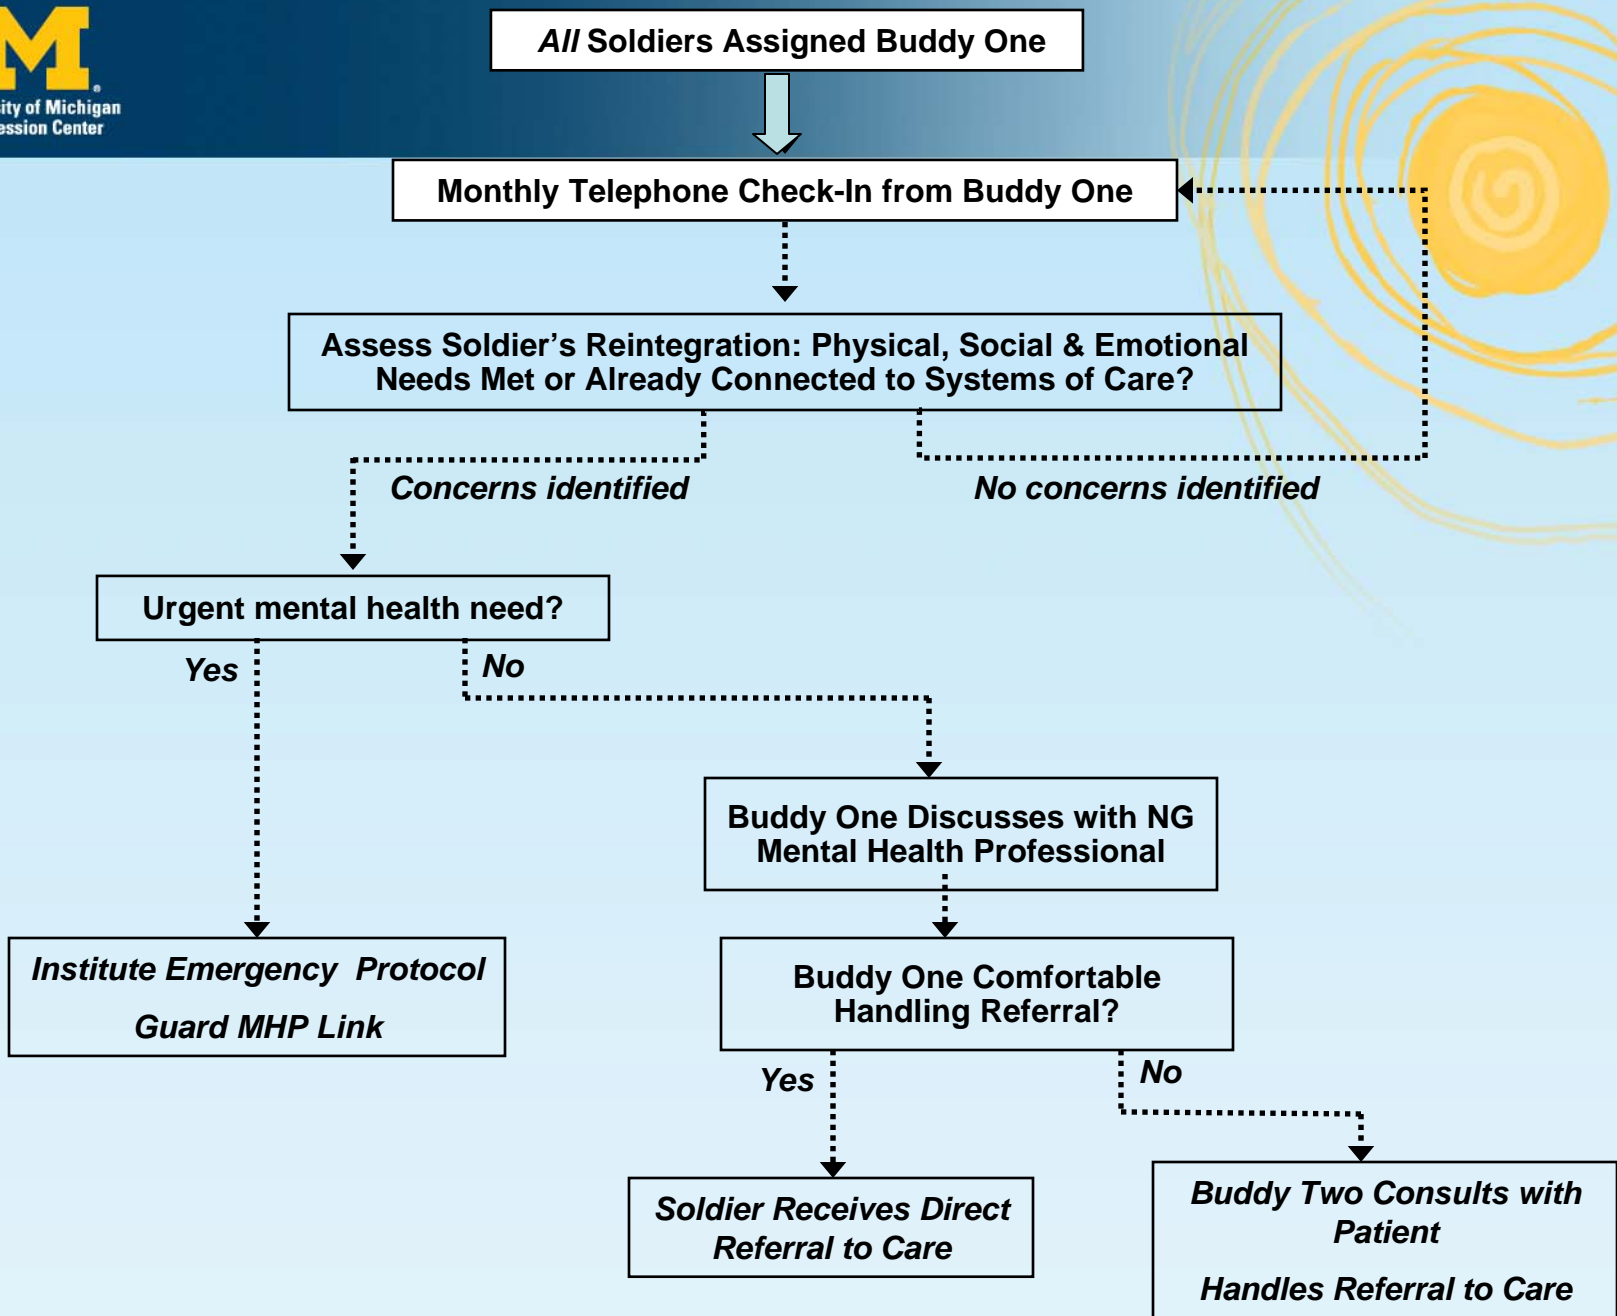 M
sity of Michigan
ession Center
All Soldiers Assigned Buddy One
Monthly Telephone Check-In from Buddy One
Assess Soldier’s Reintegration: Physical, Social & Emotional
Needs Met or Already Connected to Systems of Care?
Concerns identified
No concerns identified
Urgent mental health need?
Yes
No
Buddy One Discusses with NG
Mental Health Professional
Institute Emergency Protocol
Guard MHP Link
Buddy One Comfortable
Handling Referral?
Yes
No
Soldier Receives Direct
Referral to Care
Buddy Two Consults with
Patient
Handles Referral to Care